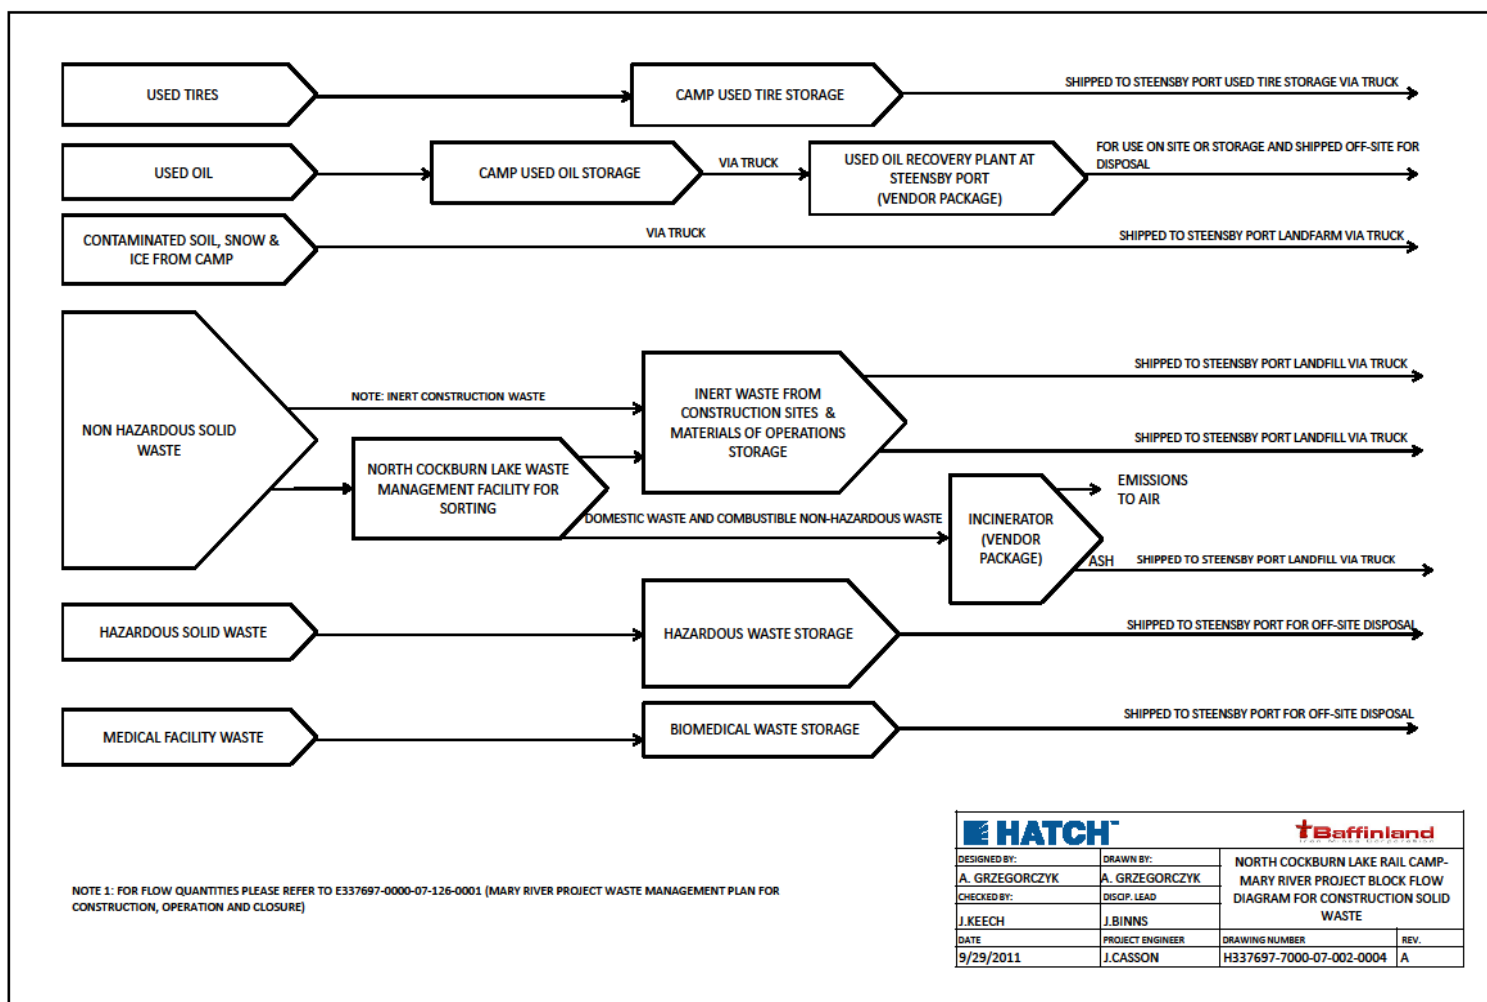 USED TIRES
CAMP USED TIRE STORAGE
SHIPPED TO STEENSBY PORT USED TIRE STORAGE VIA TRUCK
USED OIL
CAMP USED OIL STORAGE
VIA TRUCK
USED OIL RECOVERY PLANT AT
STEENSBY PORT
(VENDOR PACKAGE)
FOR USE ON SITE OR STORAGE AND SHIPPED OFF-SITE FOR
DISPOSAL
CONTAMINATED SOIL, SNOW &
ICE FROM CAMP
VIA TRUCK
SHIPPED TO STEENSBY PORT LANDFARM VIA TRUCK
NON HAZARDOUS SOLID
WASTE
NOTE: INERT CONSTRUCTION WASTE
NORTH COCKBURN LAKE WASTE
MANAGEMENT FACILITY FOR
SORTING
INERT WASTE FROM
CONSTRUCTION SITES &
MATERIALS OF OPERATIONS
STORAGE
SHIPPED TO STEENSBY PORT LANDFILL VIA TRUCK
SHIPPED TO STEENSBY PORT LANDFILL VIA TRUCK
DOMESTIC WASTE AND COMBUSTIBLE NON-HAZARDOUS WASTE
INCINERATOR
(VENDOR
PACKAGE)
EMISSIONS
TO AIR
ASH
SHIPPED TO STEENSBY PORT LANDFILL VIA TRUCK
HAZARDOUS SOLID WASTE
HAZARDOUS WASTE STORAGE
SHIPPED TO STEENSBY PORT FOR OFF-SITE DISPOSAL
MEDICAL FACILITY WASTE
BIOMEDICAL WASTE STORAGE
SHIPPED TO STEENSBY PORT FOR OFF-SITE DISPOSAL
NOTE 1: FOR FLOW QUANTITIES PLEASE REFER TO E337697-0000-07-126-0001 (MARY RIVER PROJECT WASTE MANAGEMENT PLAN FOR
CONSTRUCTION, OPERATION AND CLOSURE)
HATCH™
Baffinland
Iron Mines Corporation
DESIGNED BY:
A. GRZEGORCZYK
DRAWN BY:
A. GRZEGORCZYK
CHECKED BY:
J.KEECH
DISCIP. LEAD
J.BINNS
NORTH COCKBURN LAKE RAIL CAMP-
MARY RIVER PROJECT BLOCK FLOW
DIAGRAM FOR CONSTRUCTION SOLID
WASTE
DATE
9/29/2011
PROJECT ENGINEER
J.CASSON
DRAWING NUMBER
H337697-7000-07-002-0004
REV.
A